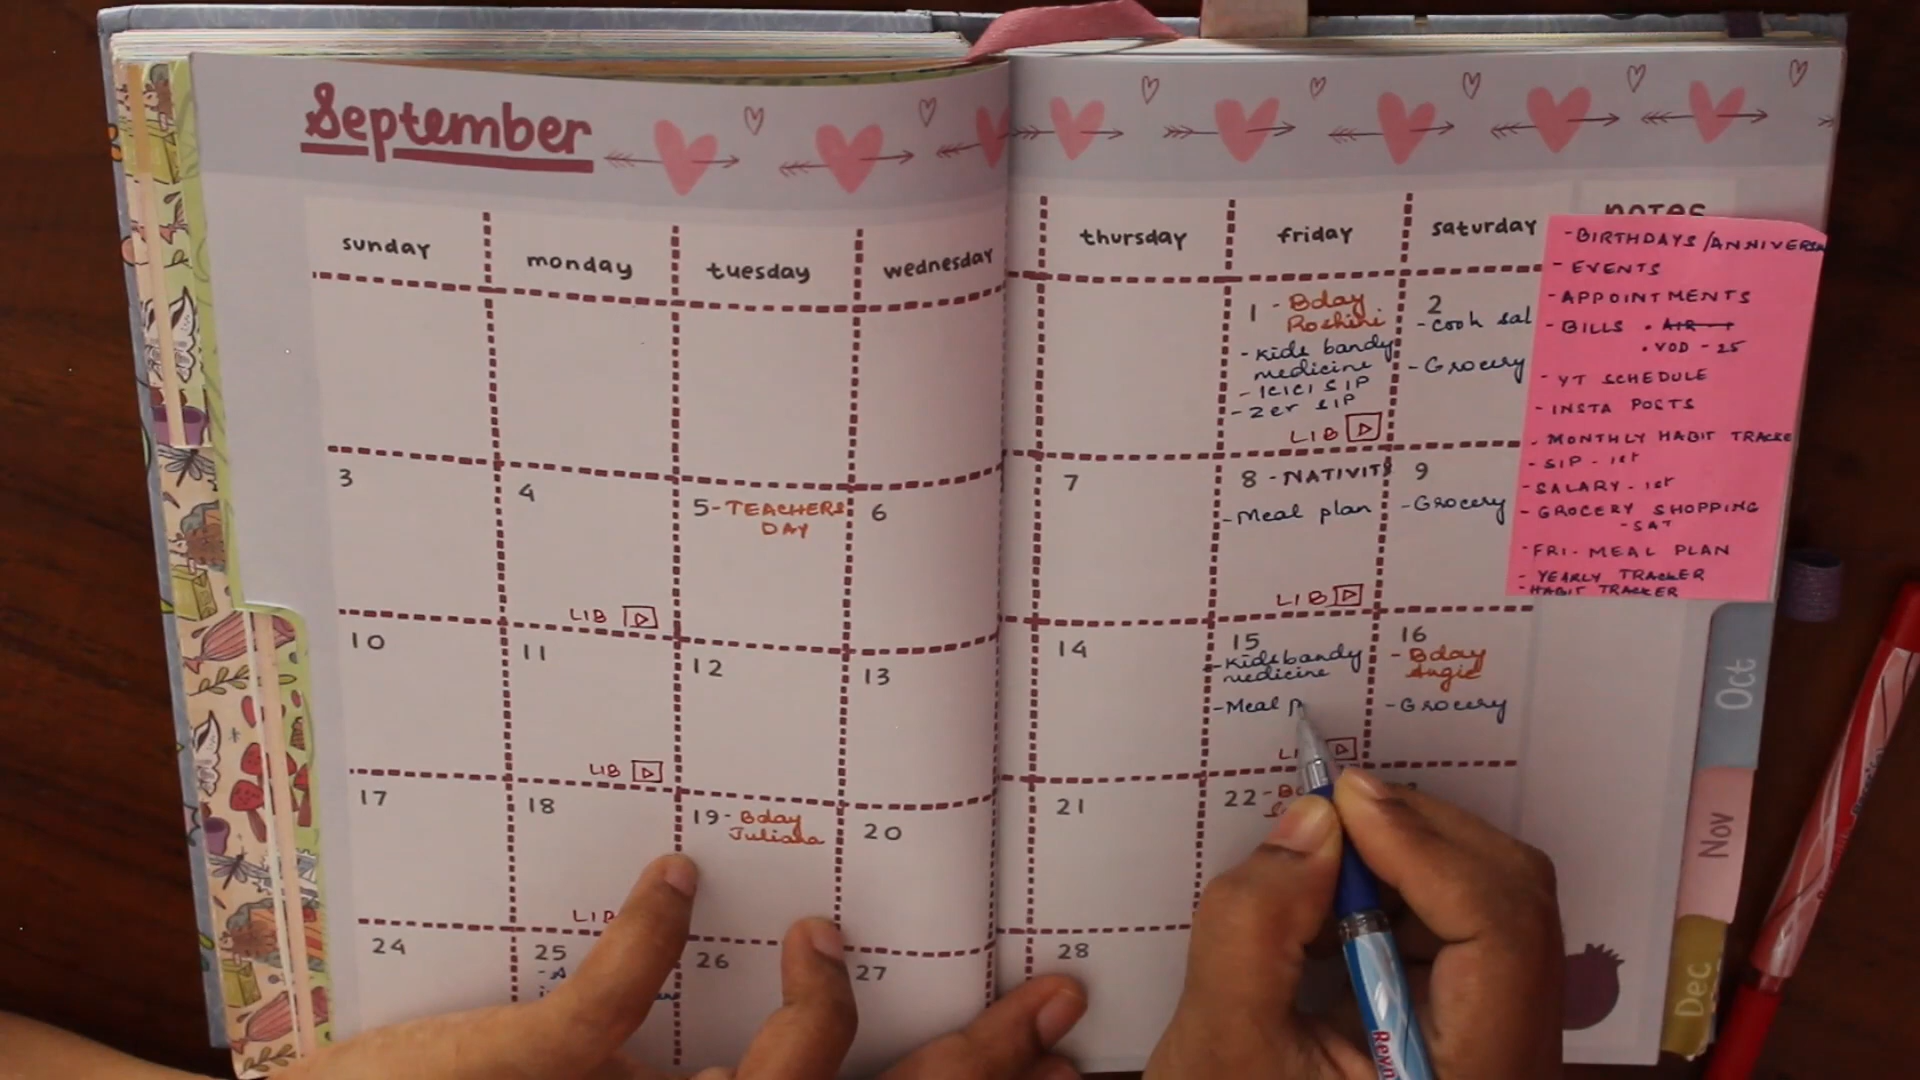 September
sunday
monday
tuesday
wednesday
thursday
friday
saturday
notes
1 - Bday
Roshini
- Kids bandy
medicine
- ICICI SIP
- Zer SIP
LIB
2
- Cook sal
- Grocery
3
4
LIB
5 - TEACHERS
DAY
6
7
8 - NATIVITY
- Meal plan
LIB
9
- Grocery
10
11
LIB
12
13
14
15
- Kids bandy
medicine
- Meal p
16
- Bday
Angie
- Grocery
17
18
LIB
19 - Bday
Juliana
20
21
22
24
25
26
27
28
- BIRTHDAYS / ANNIVERSA
- EVENTS
- APPOINTMENTS
- BILLS • AIR - 1
• VOD - 25
- YT SCHEDULE
- INSTA POSTS
- MONTHLY HABIT TRACKE
- SIP - 1st
- SALARY - 1st
- GROCERY SHOPPING
- SAT
- FRI - MEAL PLAN
- YEARLY TRACKER
- HABIT TRACKER
Oct
Nov
Dec